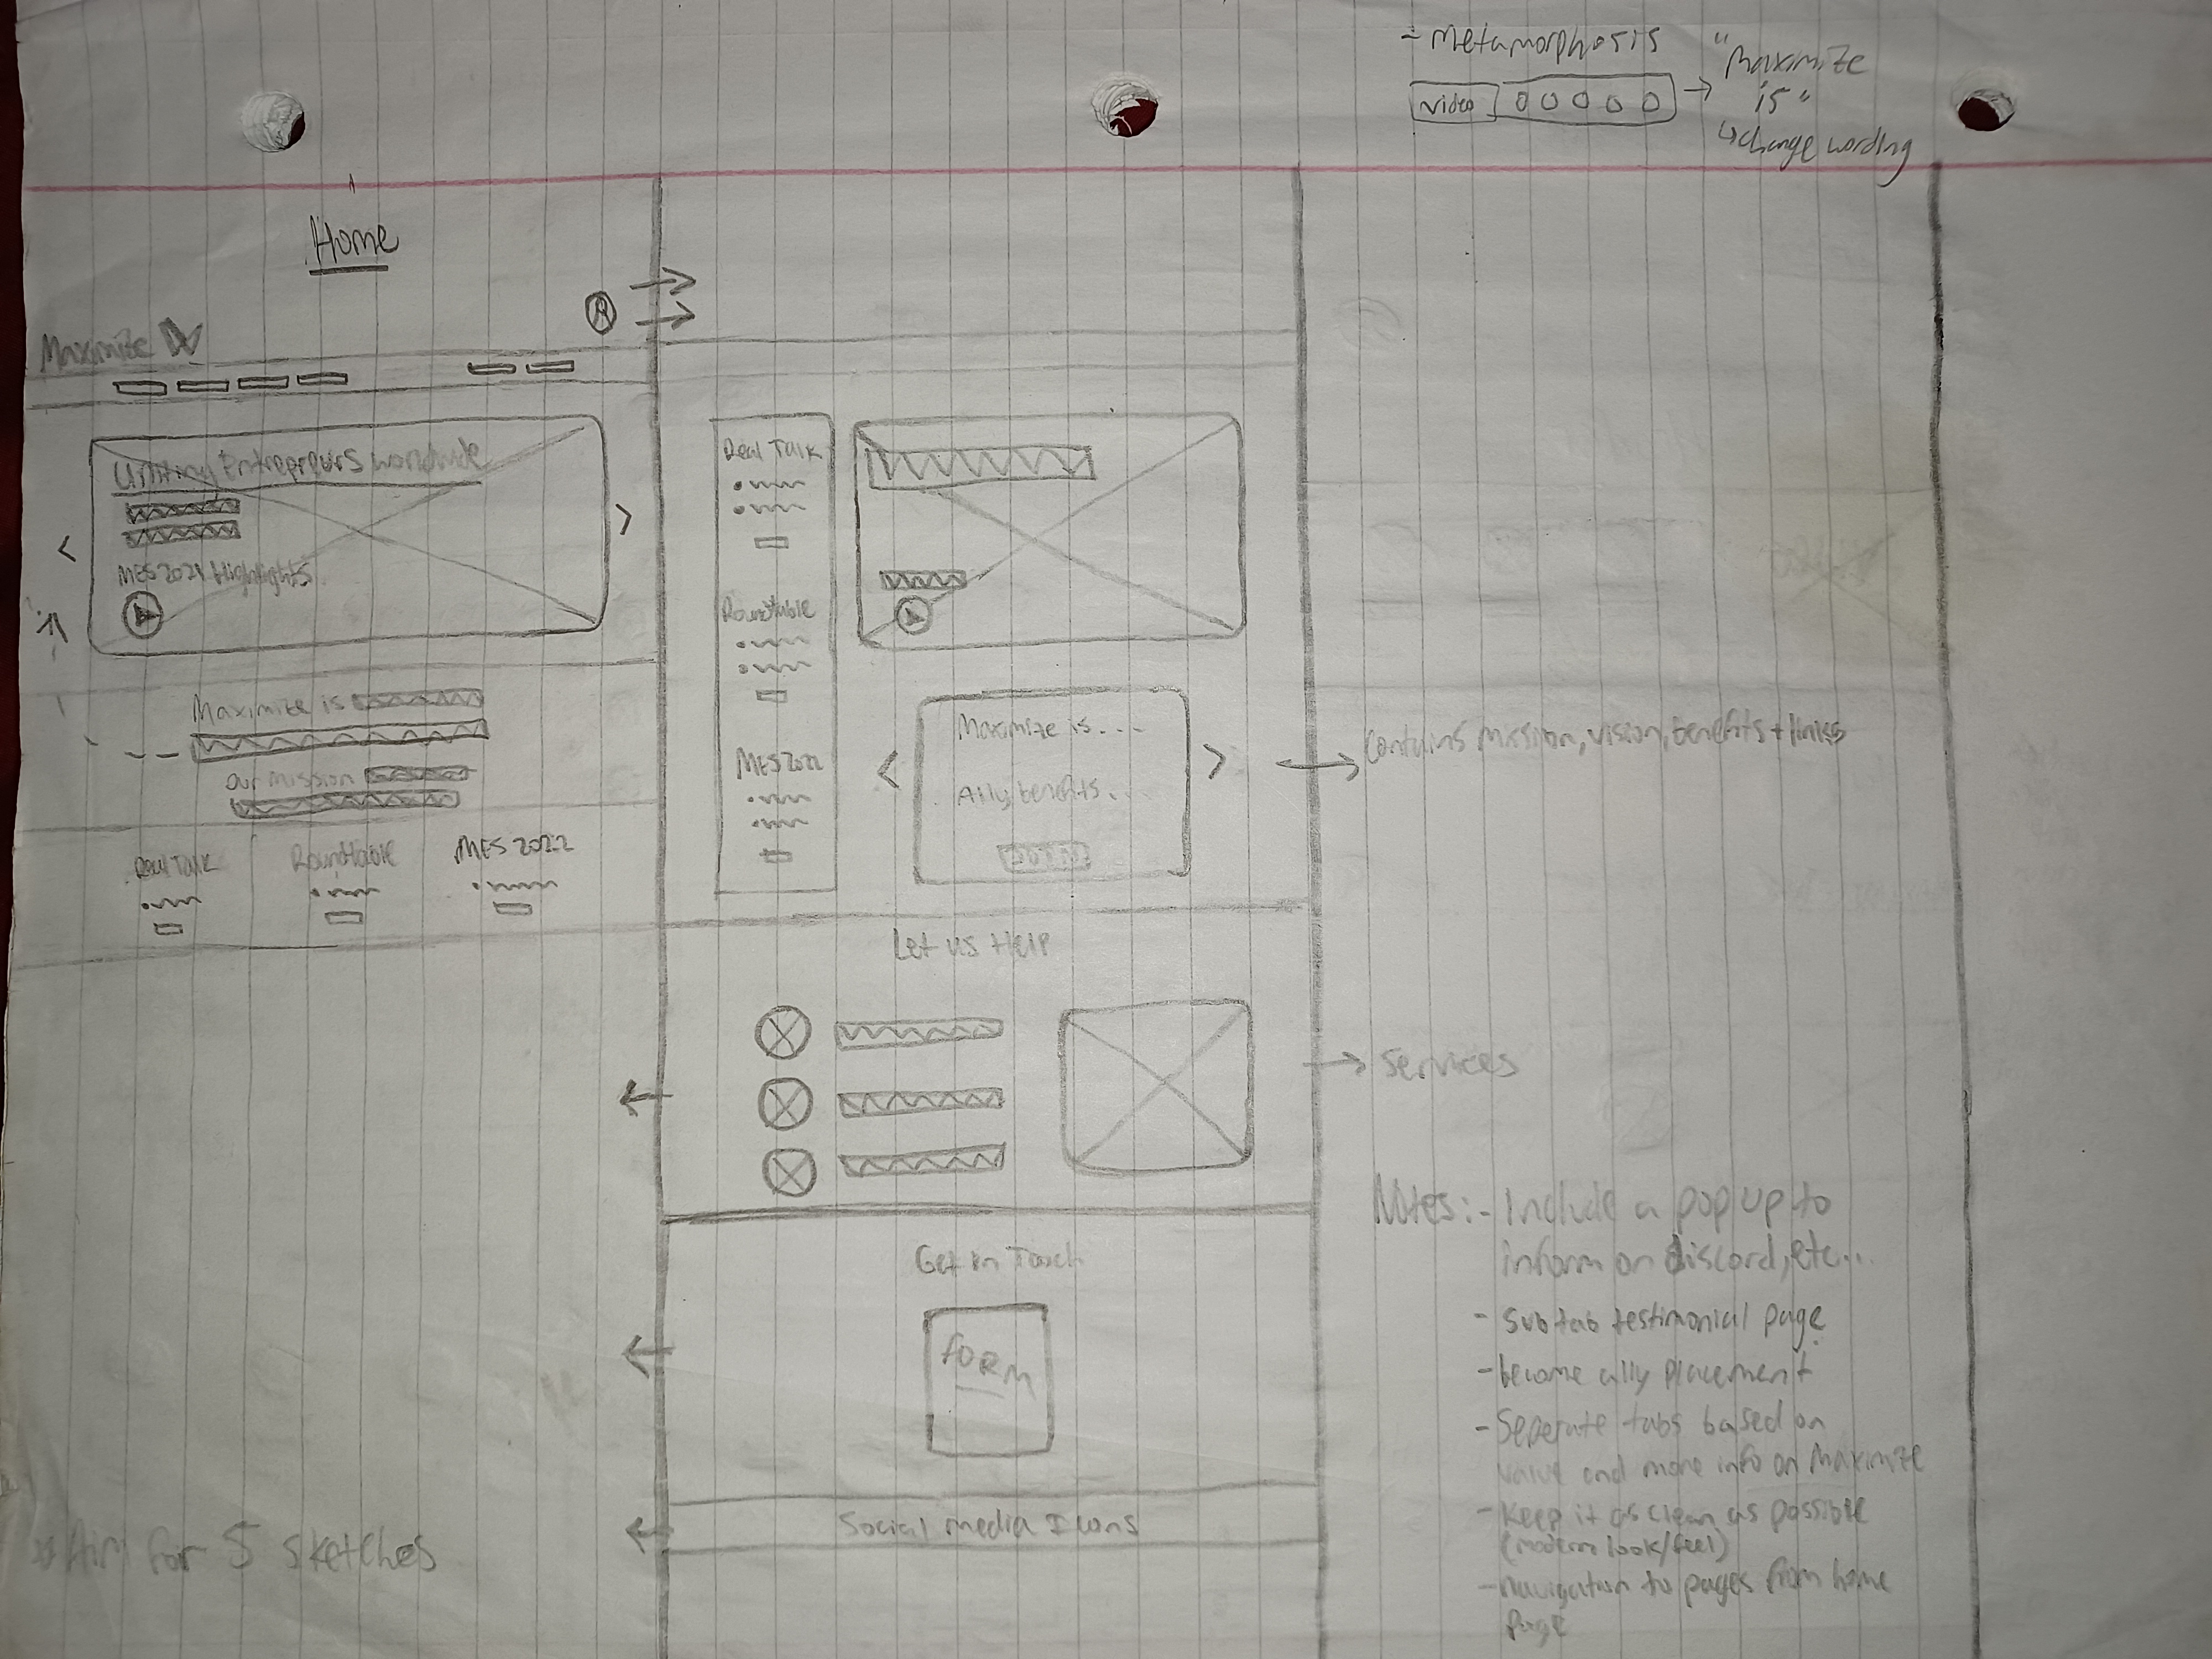 - Metamorphosis
video
"Maximize
is"
↳ change wording
Home
Maximize
Uniting Entrepreurs worldwide
MES 2021 Highlights
Maximize is
our mission
Real Talk
Roundtable
MES 2022
Real Talk
Roundtable
MES 2022
Maximize is....
Ally benefits...
contains mission, vision, benefits + links
Let us Help
services
Get In Touch
FORM
Social media Icons
Aim for 5 sketches
Notes: - Include a pop up to
inform on discord, etc...
- Subtab testimonial page
- become ally placement
- Seperate tabs based on
value and more info on Maximize
- Keep it as clean as possible
(modern look/feel)
- navigation to pages from home
page